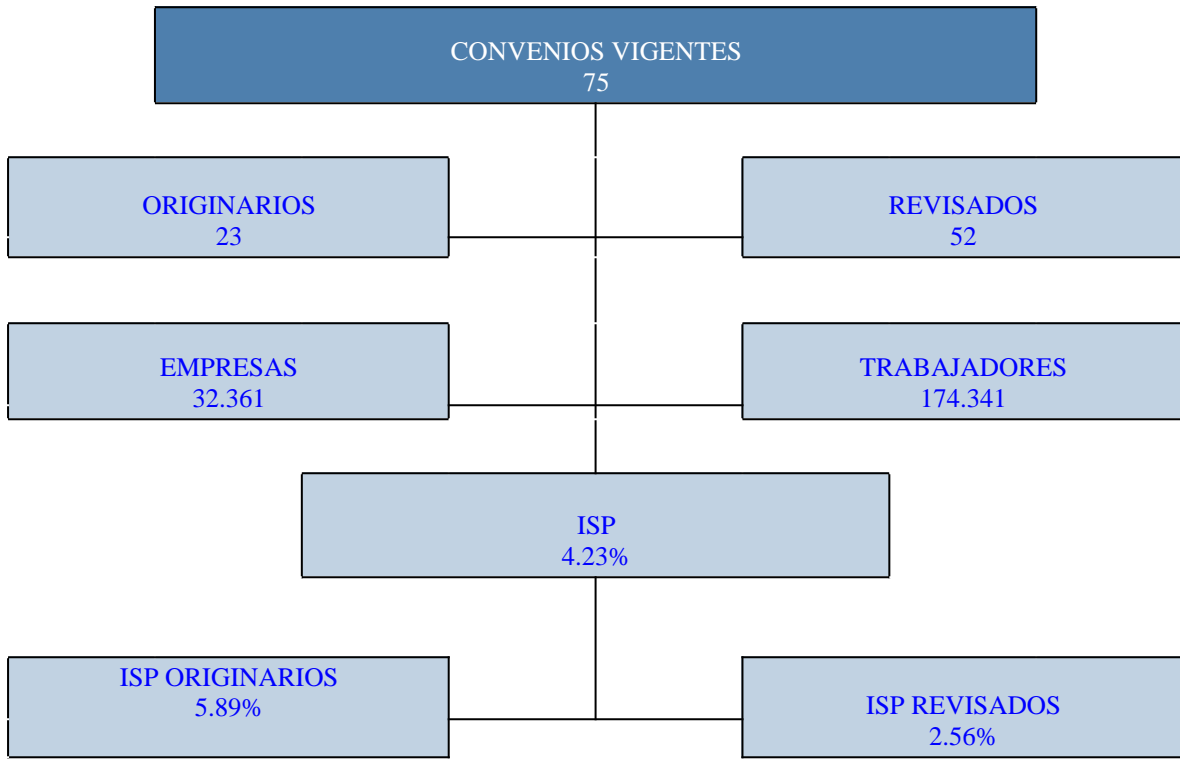 CONVENIOS VIGENTES
75
ORIGINARIOS
23
REVISADOS
52
EMPRESAS
32.361
TRABAJADORES
174.341
ISP
4.23%
ISP ORIGINARIOS
5.89%
ISP REVISADOS
2.56%